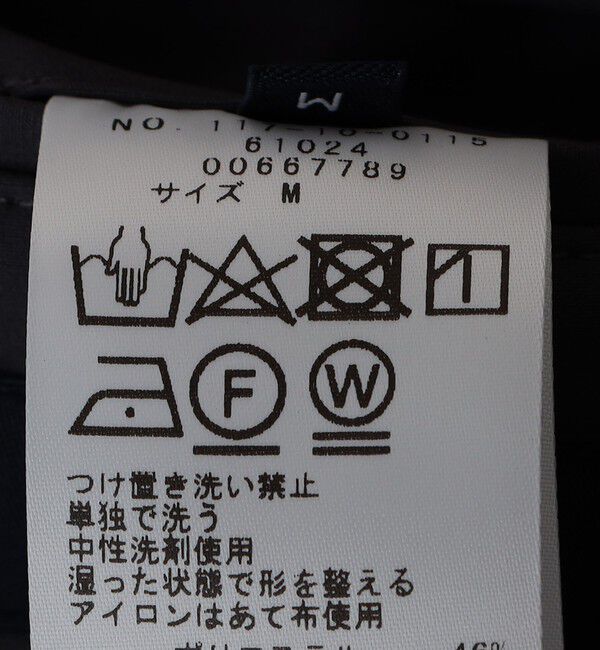 M
NO. 117-10-0115
61024
00667789
サイズ M
F W
つけ置き洗い禁止
単独で洗う
中性洗剤使用
湿った状態で形を整える
アイロンはあて布使用